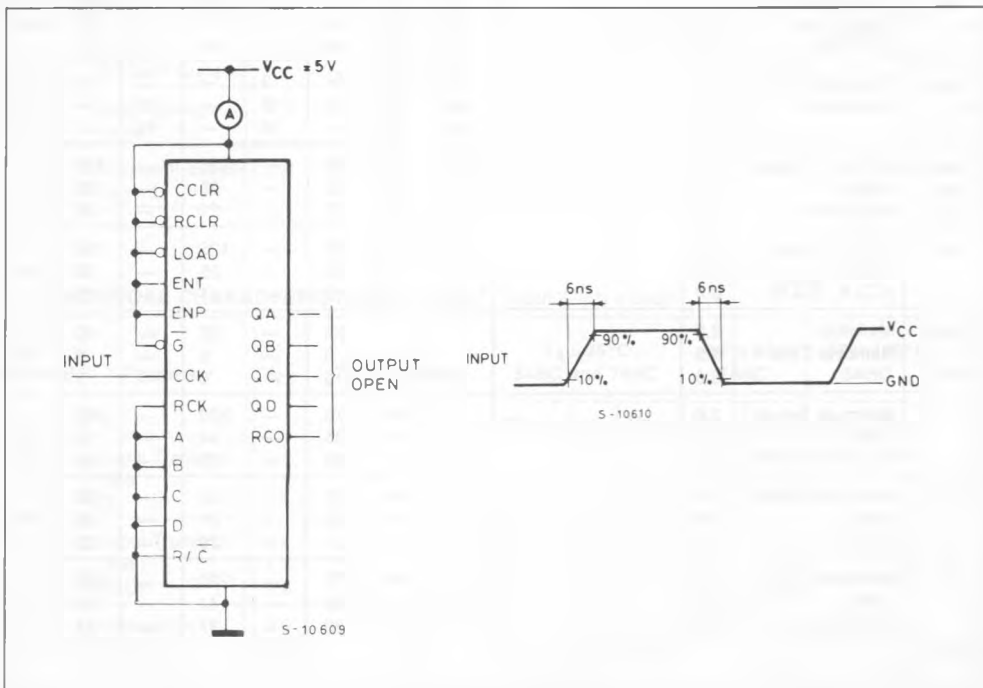 VCC = 5V
A
CCLR
RCLR
LOAD
ENT
ENP QA
G̅ QB
INPUT CCK QC OUTPUT OPEN
RCK QD
A RCO
B
C
D
R/C̅
S-10609
6ns 6ns
90% 90% VCC
INPUT
10% 10% GND
S-10610